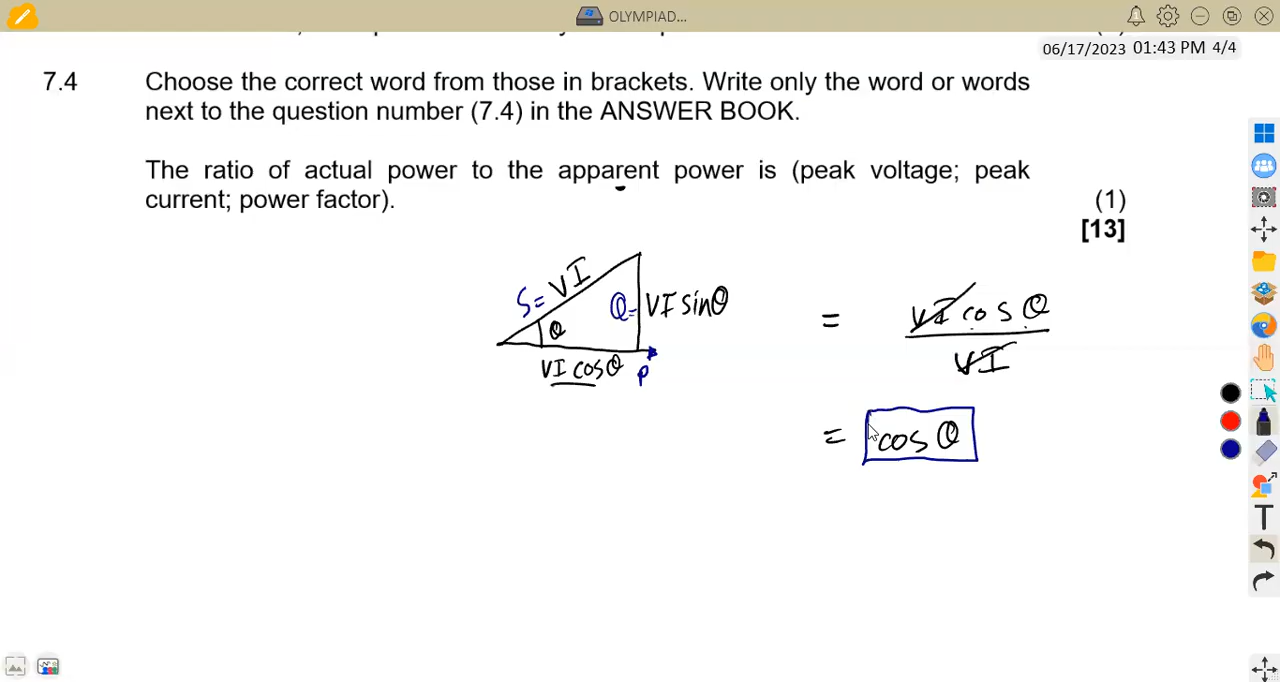 OLYMPIAD...
06/17/2023 01:43 PM 4/4
7.4 Choose the correct word from those in brackets. Write only the word or words
next to the question number (7.4) in the ANSWER BOOK.
The ratio of actual power to the apparent power is (peak voltage; peak
current; power factor). (1)
[13]
S= VI
Q= VI sinθ
θ
VI cosθ
P
= VI cos θ
VI
= cos θ
T